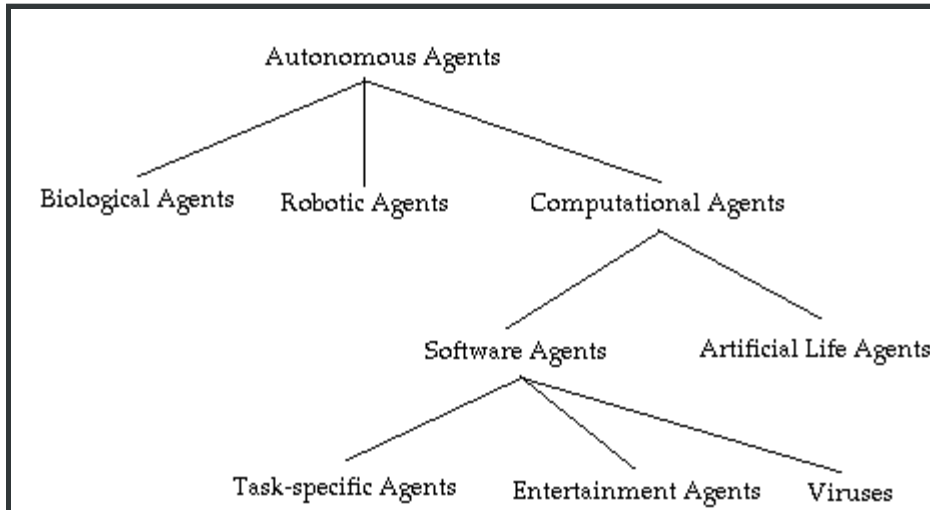 Autonomous Agents
Biological Agents
Robotic Agents
Computational Agents
Software Agents
Artificial Life Agents
Task-specific Agents
Entertainment Agents
Viruses